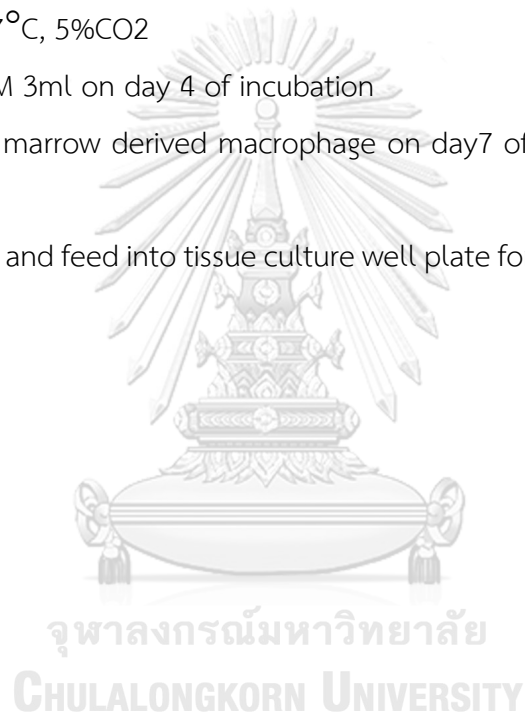 °C, 5%CO2
M 3ml on day 4 of incubation
marrow derived macrophage on day7 of
and feed into tissue culture well plate fo
จุฬาลงกรณ์มหาวิทยาลัย
CHULALONGKORN UNIVERSITY